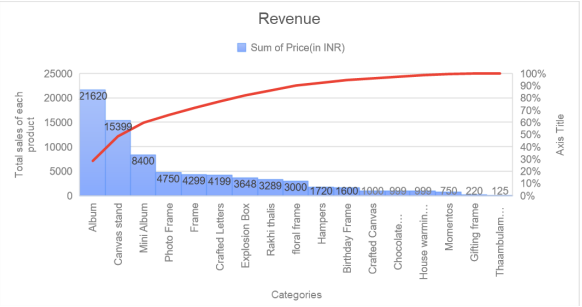 Revenue
Sum of Price(in INR)
25000
20000
15000
10000
5000
0
Total sales of each
product
21620
15399
8400
4750
4299
4199
3648
3289
3000
1720
1600
1000
999
999
750
220
125
100%
90%
80%
70%
60%
50%
40%
30%
20%
10%
0%
Axis Title
Album
Canvas stand
Mini Album
Photo Frame
Frame
Crafted Letters
Explosion Box
Rakhi thalis
floral frame
Hampers
Birthday Frame
Crafted Canvas
Chocolate…
House warmin…
Momentos
Gifting frame
Thaambulam…
Categories